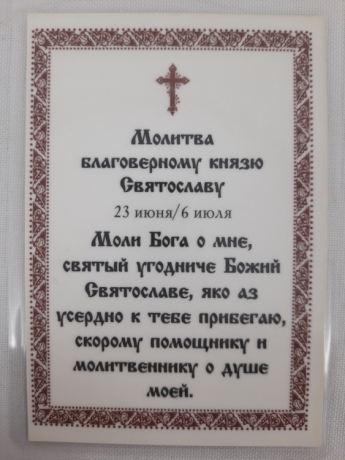 Молитва
благоверному князю
Святославу
23 июня/6 июля
Моли Бога о мне,
святый угодниче Божий
Святославе, яко аз
усердно к тебе прибегаю,
скорому помощнику и
молитвеннику о душе
моей.